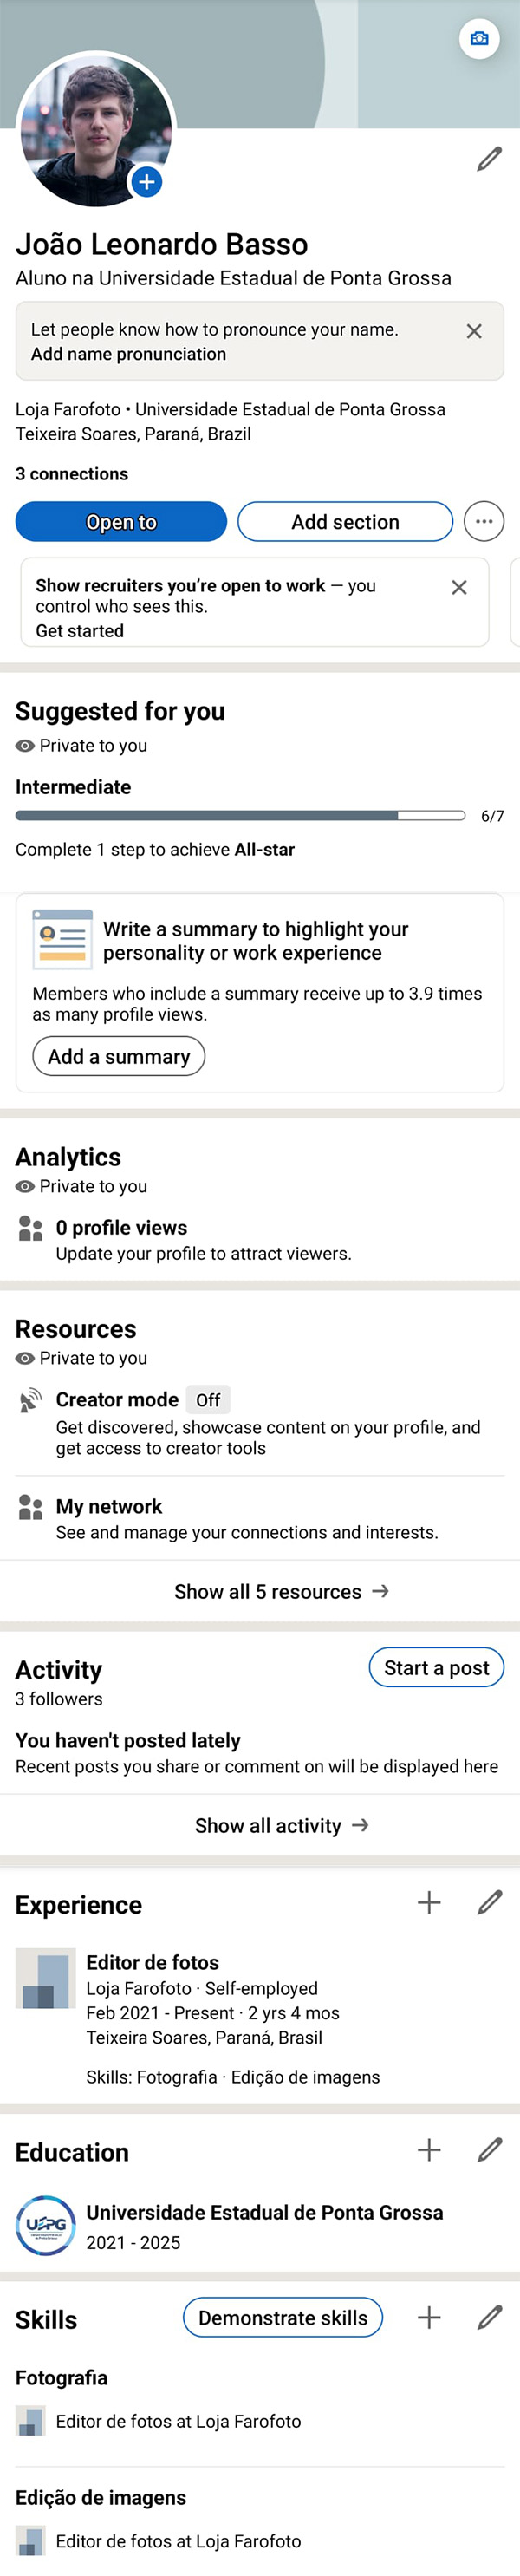 João Leonardo Basso
Aluno na Universidade Estadual de Ponta Grossa
Let people know how to pronounce your name.
Add name pronunciation
Loja Farofoto • Universidade Estadual de Ponta Grossa
Teixeira Soares, Paraná, Brazil
3 connections
Open to
Add section
Show recruiters you’re open to work – you
control who sees this.
Get started
Suggested for you
Private to you
Intermediate
6/7
Complete 1 step to achieve All-star
Write a summary to highlight your
personality or work experience
Members who include a summary receive up to 3.9 times
as many profile views.
Add a summary
Analytics
Private to you
0 profile views
Update your profile to attract viewers.
Resources
Private to you
Creator mode Off
Get discovered, showcase content on your profile, and
get access to creator tools
My network
See and manage your connections and interests.
Show all 5 resources →
Activity
Start a post
3 followers
You haven't posted lately
Recent posts you share or comment on will be displayed here
Show all activity →
Experience
Editor de fotos
Loja Farofoto · Self-employed
Feb 2021 - Present · 2 yrs 4 mos
Teixeira Soares, Paraná, Brasil
Skills: Fotografia · Edição de imagens
Education
UEPG
Universidade Estadual de Ponta Grossa
2021 - 2025
Skills
Demonstrate skills
Fotografia
Editor de fotos at Loja Farofoto
Edição de imagens
Editor de fotos at Loja Farofoto